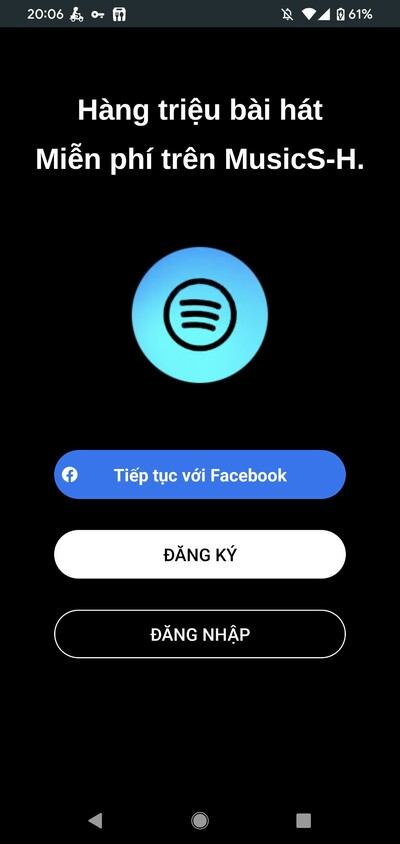 20:06
61%
Hàng triệu bài hát
Miễn phí trên MusicS-H.
Tiếp tục với Facebook
ĐĂNG KÝ
ĐĂNG NHẬP